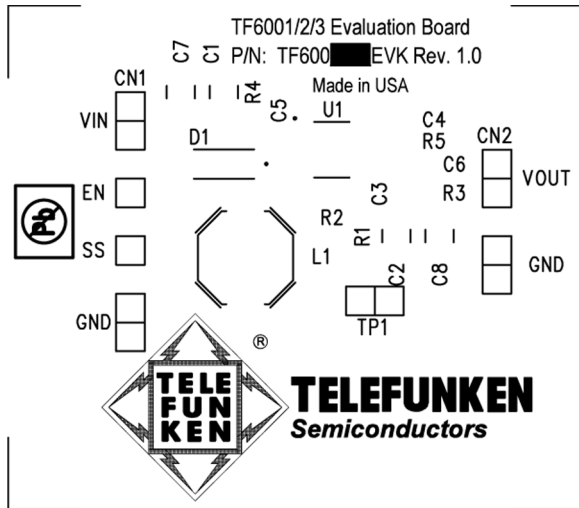 TF6001/2/3 Evaluation Board
P/N: TF600 EVK Rev. 1.0
Made in USA
C7
C1
R4
C5
U1
CN1
VIN
D1
C4
R5
CN2
C6
R3
VOUT
EN
C3
R2
R1
L1
SS
C2
C8
GND
GND
TP1
Pb
®
TELE
FUN
KEN
TELEFUNKEN
Semiconductors